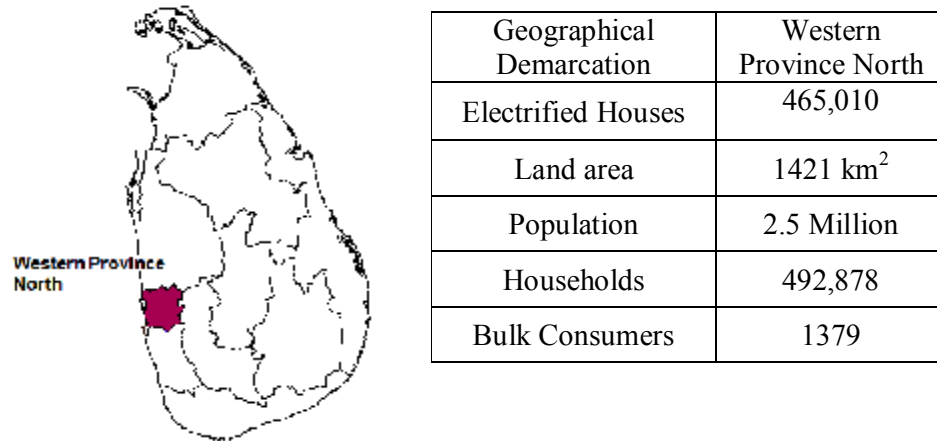 Western Province
North
Geographical Demarcation Western Province North
Electrified Houses 465,010
Land area 1421 km²
Population 2.5 Million
Households 492,878
Bulk Consumers 1379